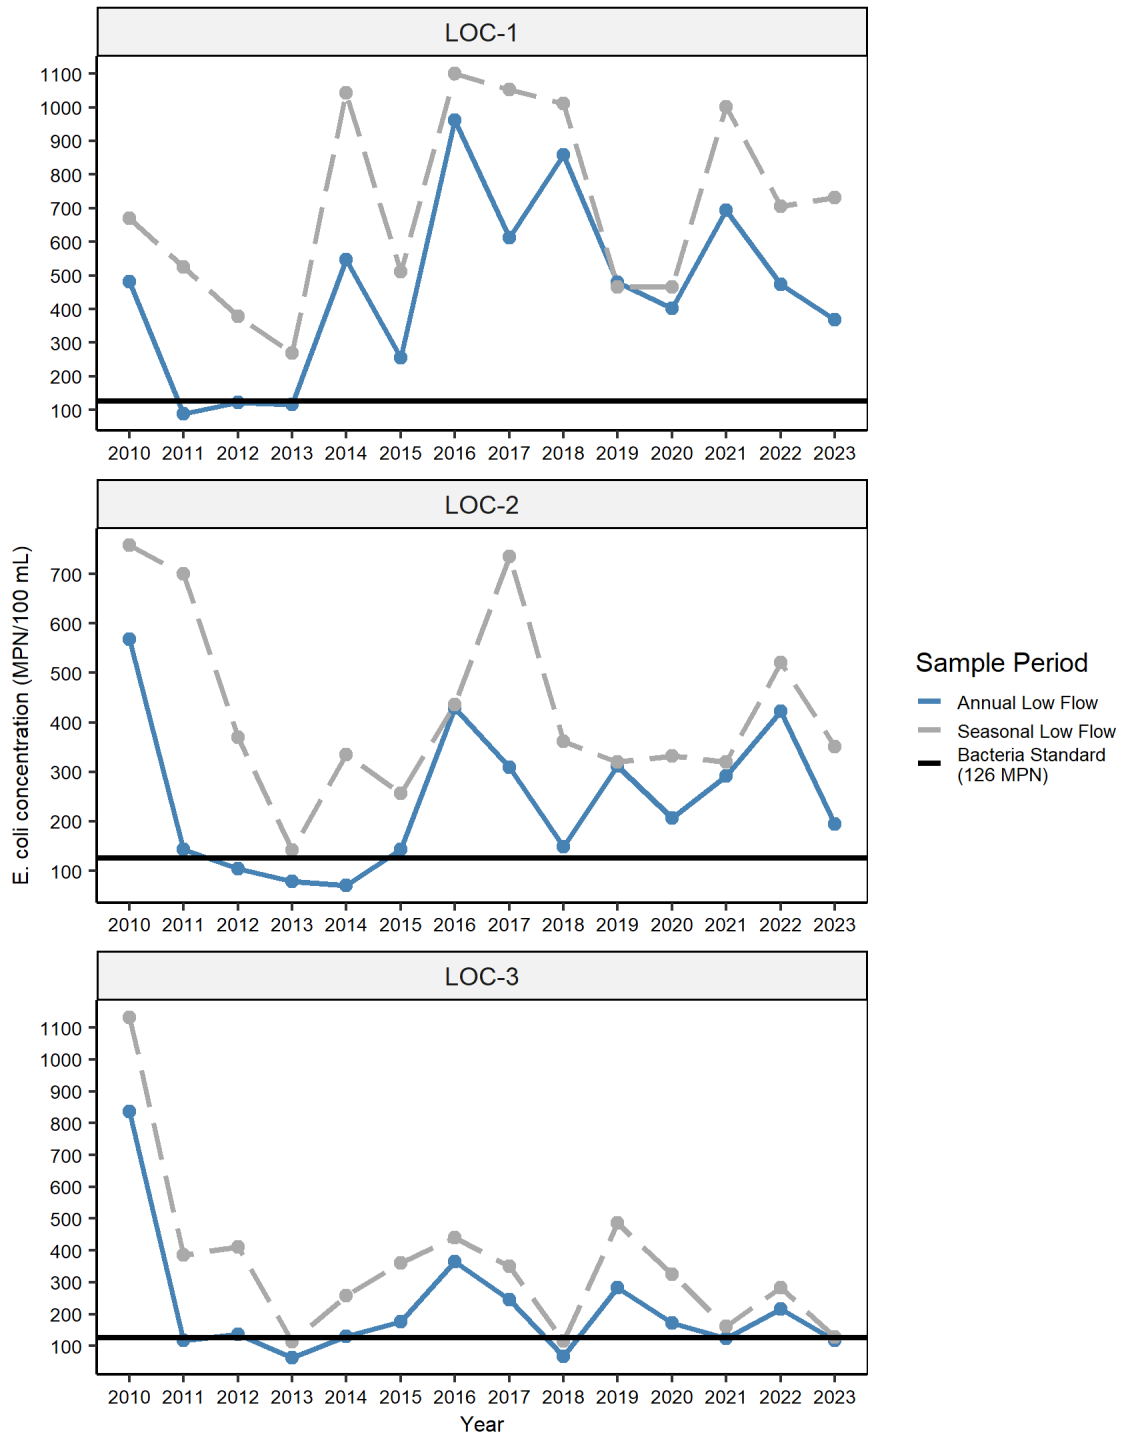 LOC-1
1100
1000
900
800
700
600
500
400
300
200
100
2010 2011 2012 2013 2014 2015 2016 2017 2018 2019 2020 2021 2022 2023
LOC-2
700
600
500
400
300
200
100
2010 2011 2012 2013 2014 2015 2016 2017 2018 2019 2020 2021 2022 2023
LOC-3
1100
1000
900
800
700
600
500
400
300
200
100
2010 2011 2012 2013 2014 2015 2016 2017 2018 2019 2020 2021 2022 2023
Year
E. coli concentration (MPN/100 mL)
Sample Period
Annual Low Flow
Seasonal Low Flow
Bacteria Standard
(126 MPN)